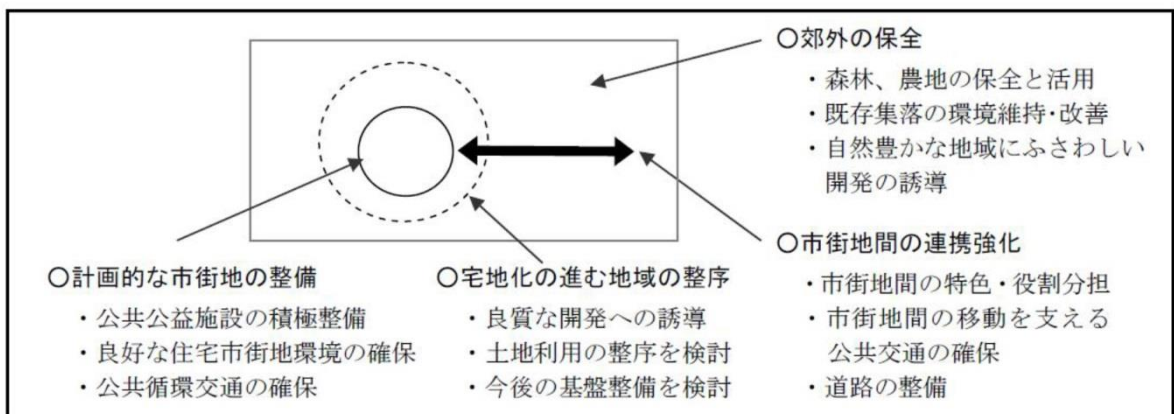 〇郊外の保全
・森林、農地の保全と活用
・既存集落の環境維持・改善
・自然豊かな地域にふさわしい
開発の誘導
〇市街地間の連携強化
・市街地間の特色・役割分担
・市街地間の移動を支える
公共交通の確保
・道路の整備
〇計画的な市街地の整備
・公共公益施設の積極整備
・良好な住宅市街地環境の確保
・公共循環交通の確保
〇宅地化の進む地域の整序
・良質な開発への誘導
・土地利用の整序を検討
・今後の基盤整備を検討